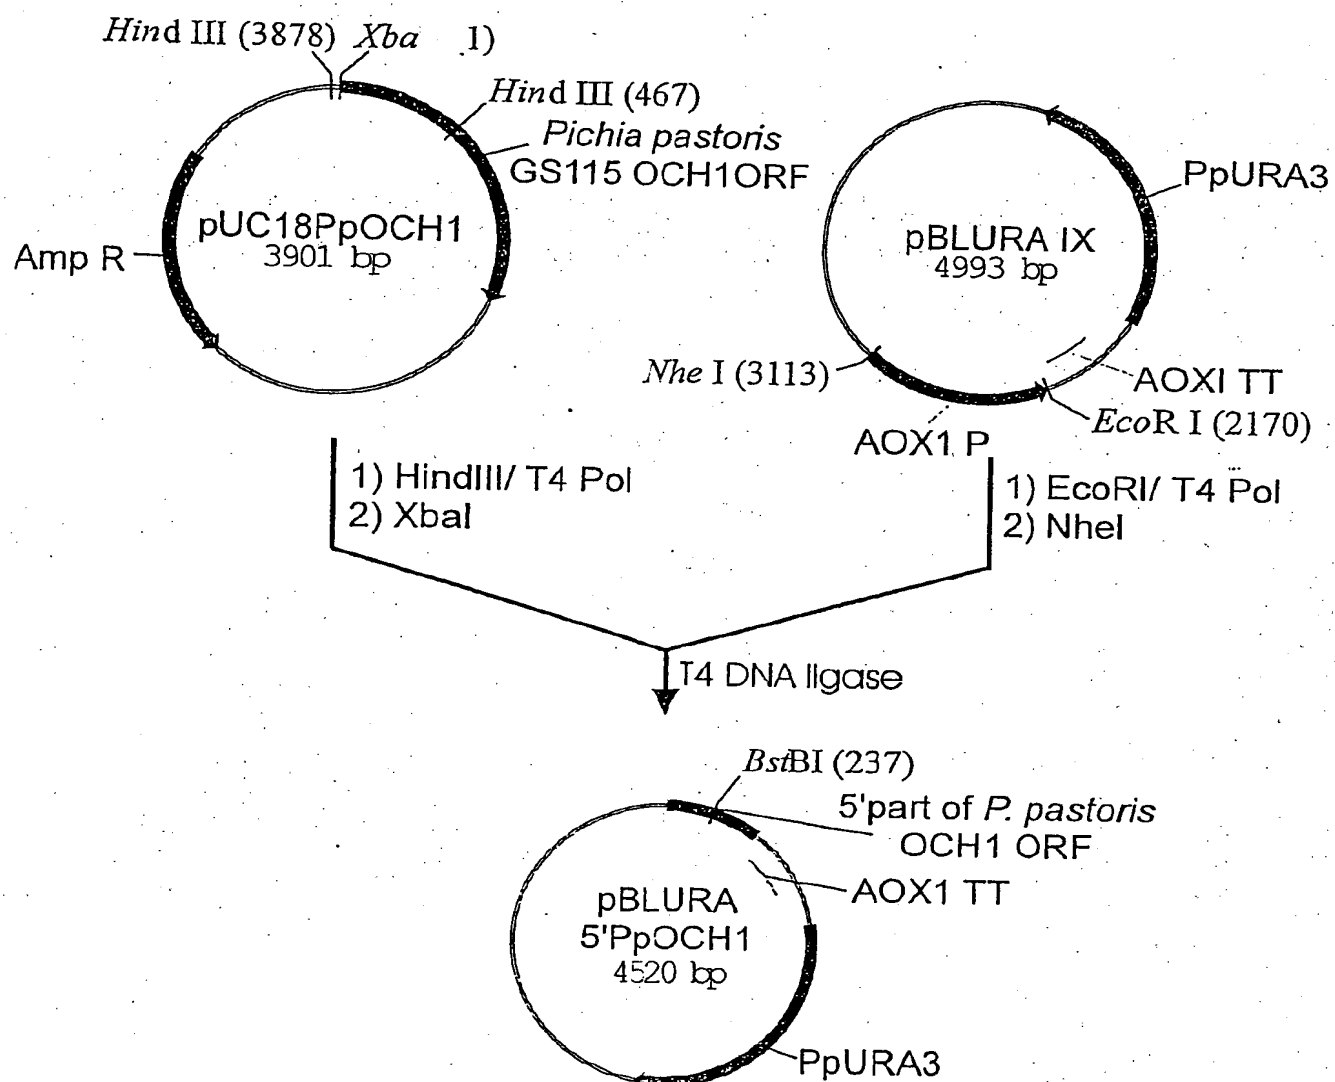 Hind III (3878) Xba 1)
Hind III (467)
Pichia pastoris
GS115 OCH1ORF
pUC18PpOCH1
3901 bp
Amp R
PpURA3
pBLURA IX
4993 bp
Nhe I (3113)
AOXI TT
EcoR I (2170)
AOX1 P
1) HindIII/ T4 Pol
2) XbaI
1) EcoRI/ T4 Pol
2) NheI
T4 DNA ligase
BstBI (237)
5'part of P. pastoris
OCH1 ORF
AOX1 TT
pBLURA
5'PpOCH1
4520 bp
PpURA3